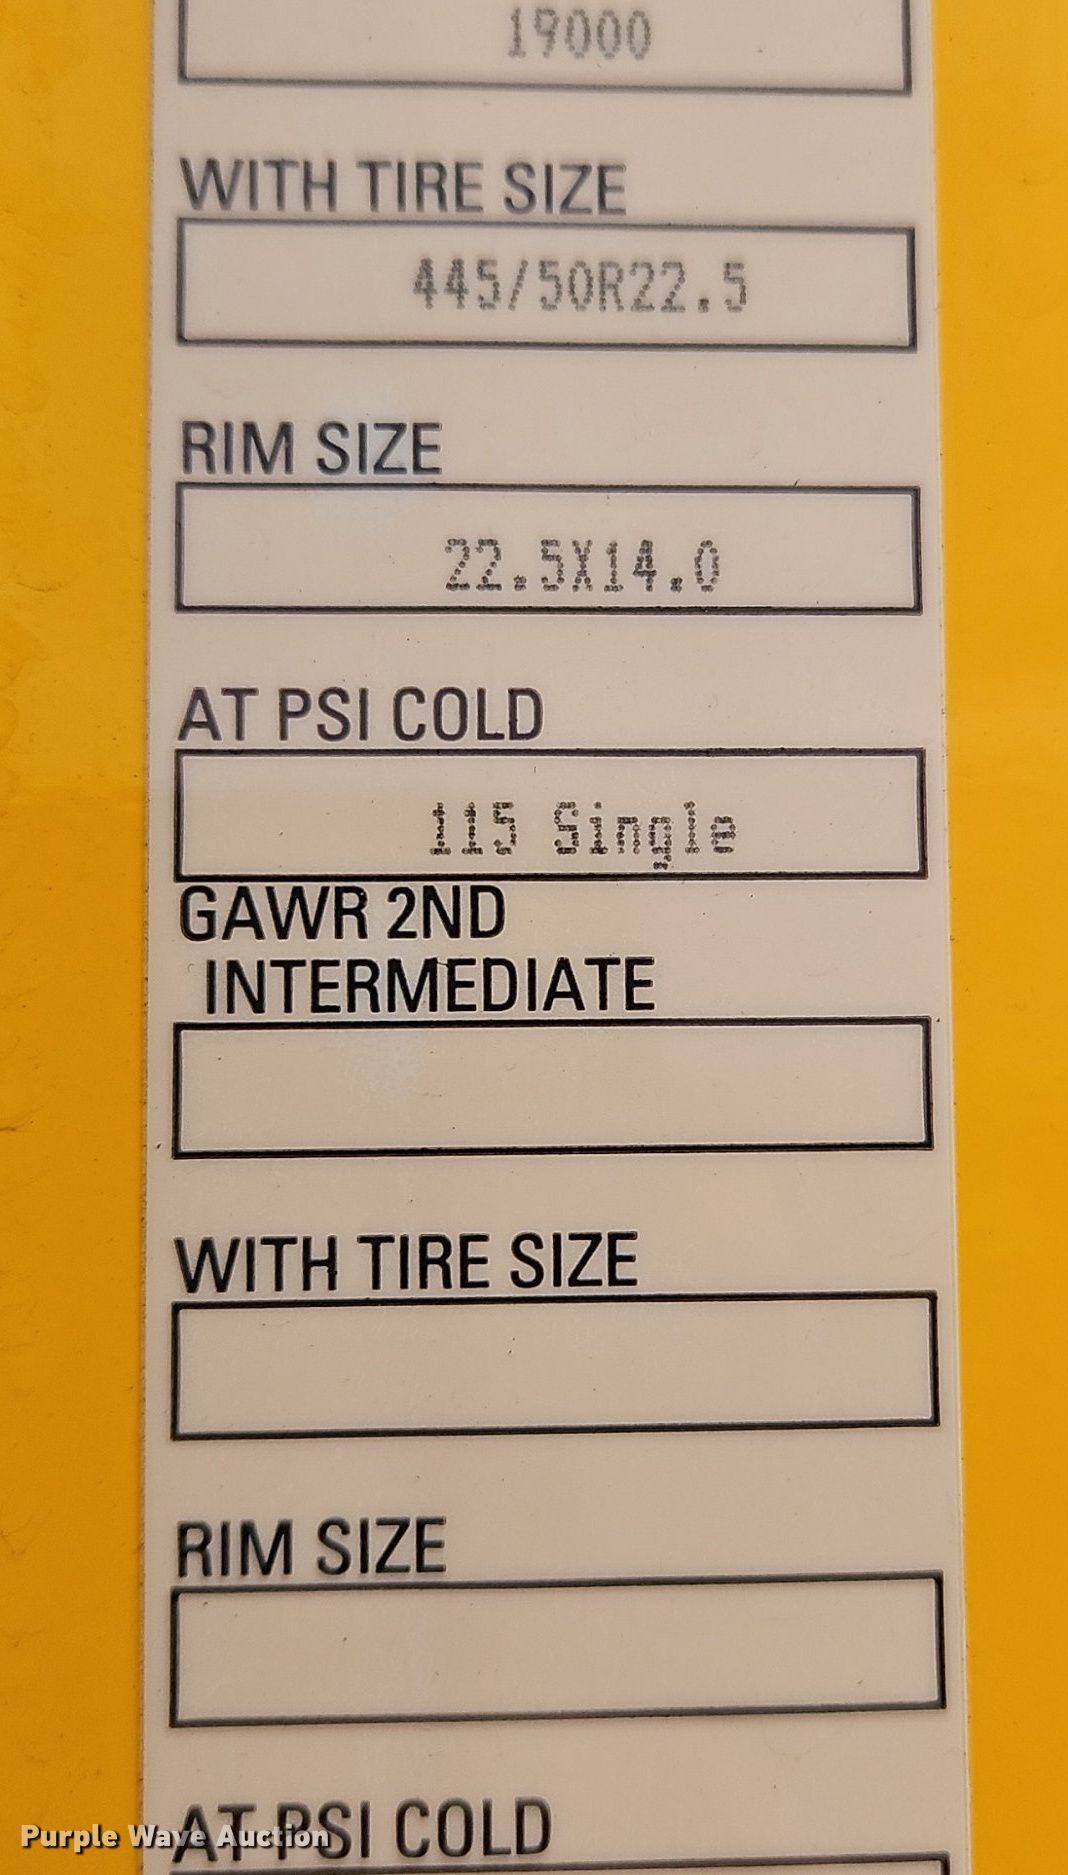 19000
WITH TIRE SIZE
445/50R22.5
RIM SIZE
22.5X14.0
AT PSI COLD
115 Single
GAWR 2ND
INTERMEDIATE
WITH TIRE SIZE
RIM SIZE
AT PSI COLD
Purple Wave Auction